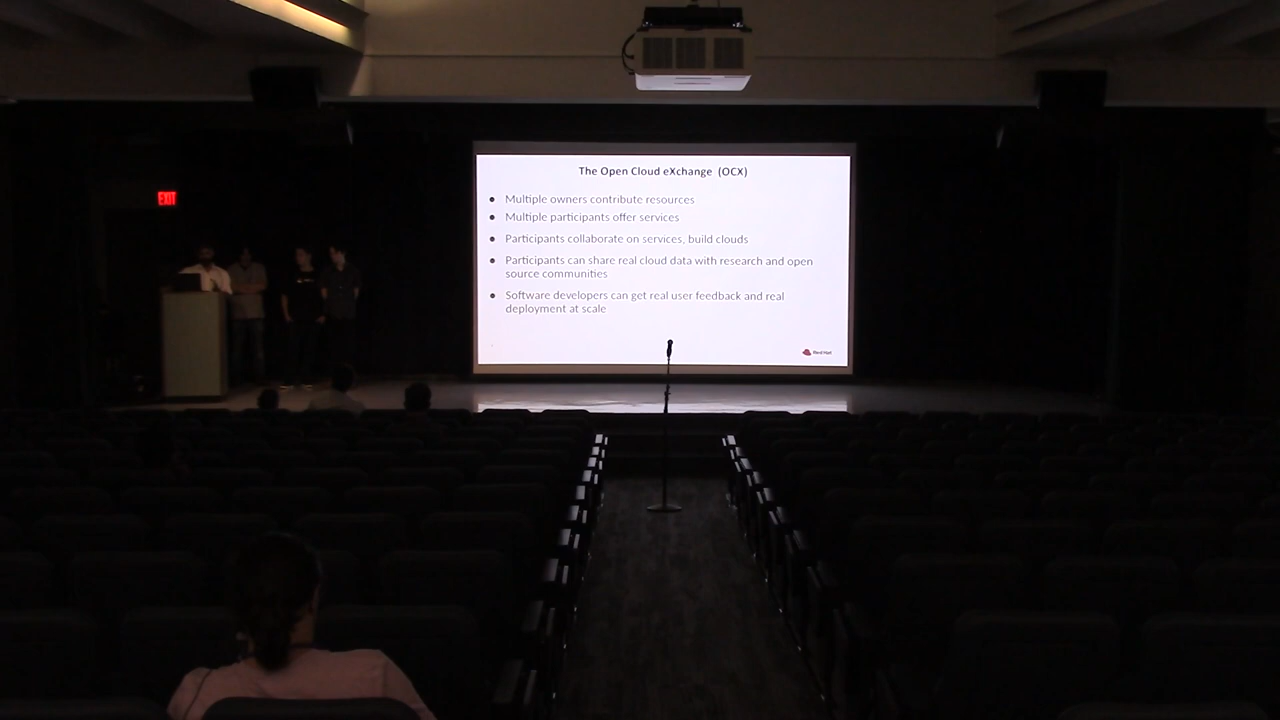 The Open Cloud eXchange (OCX)
Multiple owners contribute resources
Multiple participants offer services
Participants collaborate on services, build clouds
Participants can share real cloud data with research and open
source communities
Software developers can get real user feedback and real
deployment at scale
Red Hat
EXIT